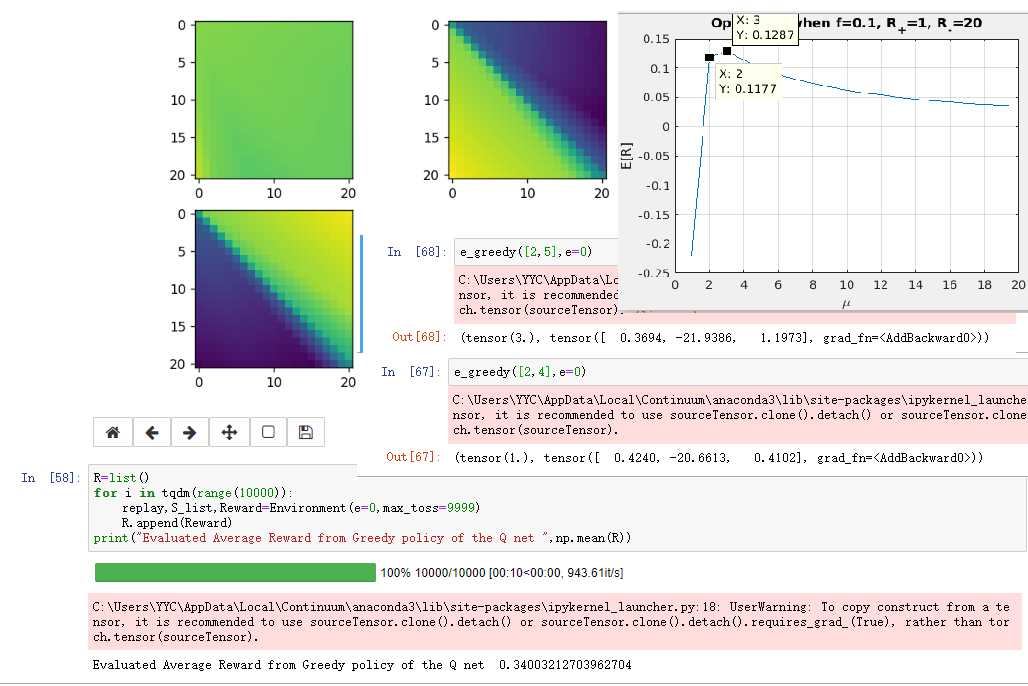 0
5
10
15
20
0
10
20
0
5
10
15
20
0
10
20
0
5
10
15
20
0
10
20
when f=0.1, R_+=1, R_-=20
X: 3
Y: 0.1287
X: 2
Y: 0.1177
0.15
0.1
0.05
0
-0.05
-0.1
-0.15
-0.2
-0.25
E[R]
0 2 4 6 8 10 12 14 16 18 20
μ
In [68]: e_greedy([2,5],e=0)
C:\Users\YYC\AppData\Lo
nsor, it is recommended
ch.tensor(sourceTensor).
Out[68]: (tensor(3.), tensor([  0.3694, -21.9386,   1.1973], grad_fn=<AddBackward0>))
In [67]: e_greedy([2,4],e=0)
C:\Users\YYC\AppData\Local\Continuum\anaconda3\lib\site-packages\ipykernel_launche
nsor, it is recommended to use sourceTensor.clone().detach() or sourceTensor.clone
ch.tensor(sourceTensor).
Out[67]: (tensor(1.), tensor([  0.4240, -20.6613,   0.4102], grad_fn=<AddBackward0>))
In [58]: R=list()
for i in tqdm(range(10000)):
    replay,S_list,Reward=Environment(e=0,max_toss=9999)
    R.append(Reward)
print("Evaluated Average Reward from Greedy policy of the Q net ",np.mean(R))
100% 10000/10000 [00:10<00:00, 943.61it/s]
C:\Users\YYC\AppData\Local\Continuum\anaconda3\lib\site-packages\ipykernel_launcher.py:18: UserWarning: To copy construct from a te
nsor, it is recommended to use sourceTensor.clone().detach() or sourceTensor.clone().detach().requires_grad_(True), rather than tor
ch.tensor(sourceTensor).
Evaluated Average Reward from Greedy policy of the Q net  0.34003212703962704